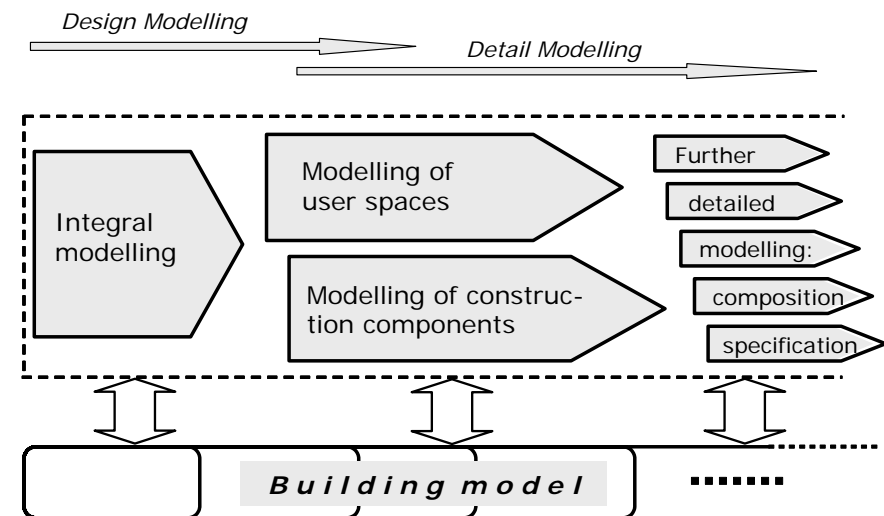 Design Modelling
Detail Modelling
Integral
modelling
Modelling of
user spaces
Modelling of construc-
tion components
Further
detailed
modelling:
composition
specification
Building model